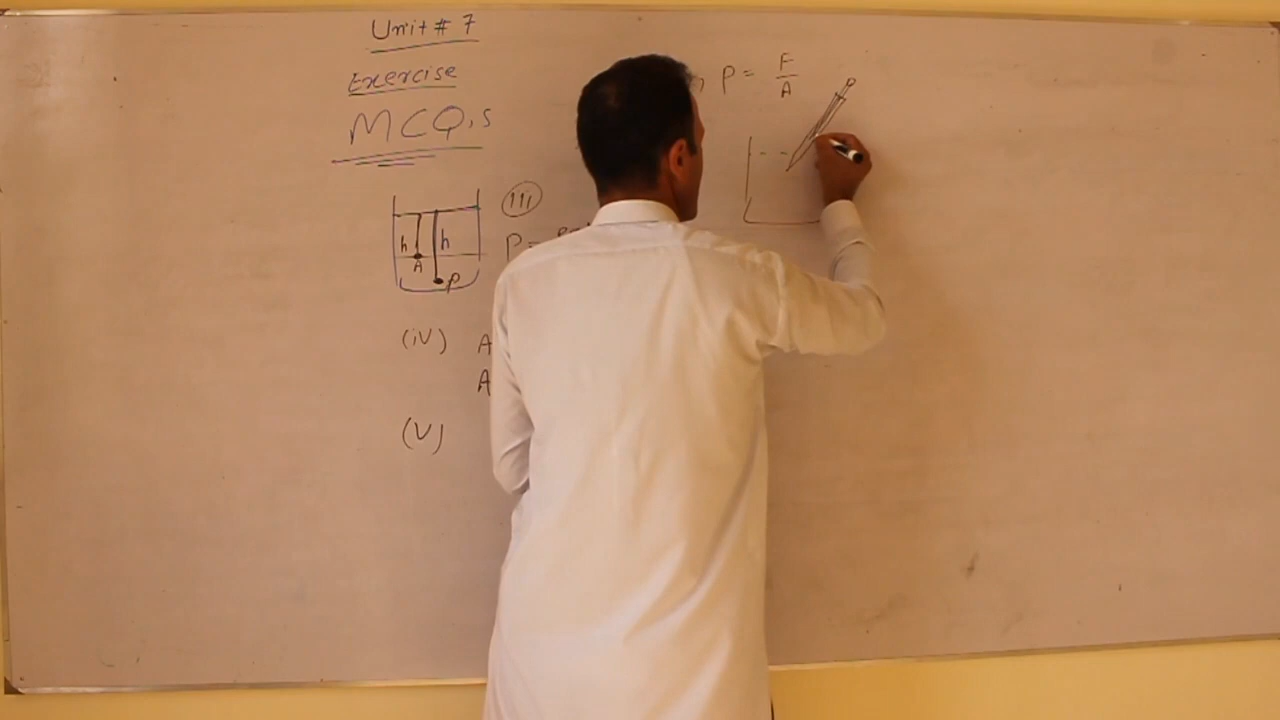 Unit # 7
Exercise
MCQ,s
, P = F/A
(iii)
h h
A
P
P =
(iv) A
A
(v)